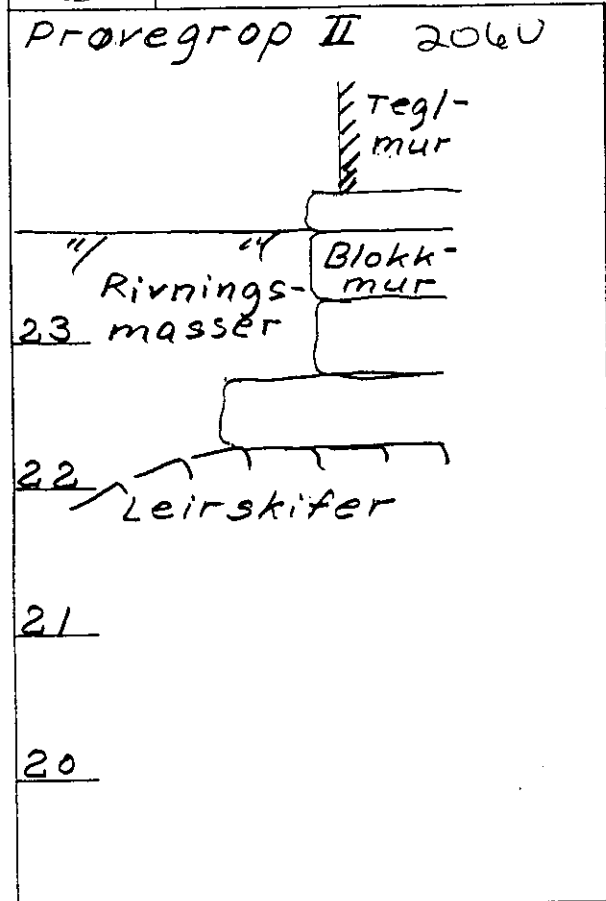 Prøvegrop II 206U
Tegl-
mur
Blokk-
mur
Rivnings-
masser
23
22
Leirskifer
21
20